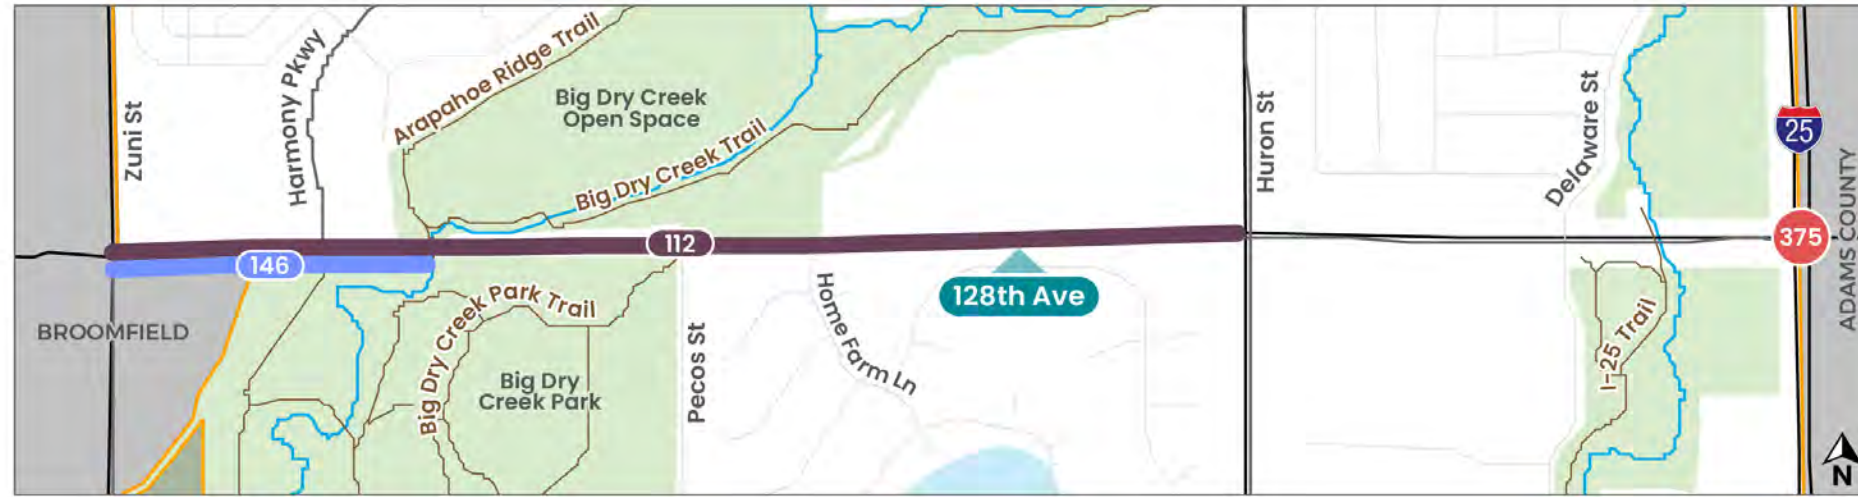 Zuni St
Harmony Pkwy
Arapahoe Ridge Trail
Big Dry Creek
Open Space
Big Dry Creek Trail
Huron St
Delaware St
25
ADAMS COUNTY
375
112
146
128th Ave
BROOMFIELD
Big Dry Creek Park Trail
Big Dry
Creek Park
Pecos St
Home Farm Ln
I-25 Trail
N